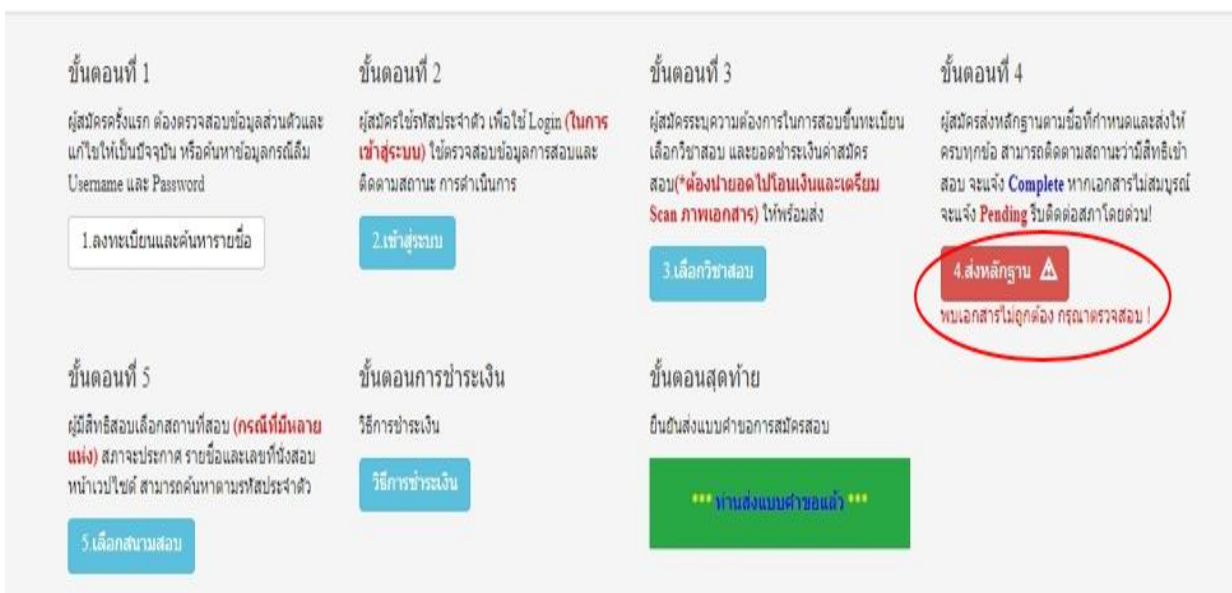 ขั้นตอนที่ 1
ผู้สมัครครั้งแรก ต้องตรวจสอบข้อมูลส่วนตัวและ
แก้ไขให้เป็นปัจจุบัน หรือค้นหาข้อมูลกรณีลืม
Username และ Password
1.ลงทะเบียนและค้นหารายชื่อ
ขั้นตอนที่ 2
ผู้สมัครใช้รหัสประจำตัว เพื่อใช้ Login (ในการ
เข้าสู่ระบบ) ใช้ตรวจสอบข้อมูลการสอบและ
ติดตามสถานะ การดำเนินการ
2.เข้าสู่ระบบ
ขั้นตอนที่ 3
ผู้สมัครระบุความต้องการในการสอบขึ้นทะเบียน
เลือกวิชาสอบ และยอดชำระเงินค่าสมัคร
สอบ(*ต้องนำยอดไปโอนเงินและเตรียม
Scan ภาพเอกสาร) ให้พร้อมส่ง
3.เลือกวิชาสอบ
ขั้นตอนที่ 4
ผู้สมัครส่งหลักฐานตามชื่อที่กำหนดและส่งให้
ครบทุกข้อ สามารถติดตามสถานะว่ามีสิทธิเข้า
สอบ จะแจ้ง Complete หากเอกสารไม่สมบูรณ์
จะแจ้ง Pending รีบติดต่อสภาโดยด่วน!
4.ส่งหลักฐาน
พบเอกสารไม่ถูกต้อง กรุณาตรวจสอบ !
ขั้นตอนที่ 5
ผู้มีสิทธิสอบเลือกสถานที่สอบ (กรณีที่มีหลาย
แห่ง) สภาจะประกาศ รายชื่อและเลขที่นั่งสอบ
หน้าเวปไซด์ สามารถค้นหาตามรหัสประจำตัว
5.เลือกสนามสอบ
ขั้นตอนการชำระเงิน
วิธีการชำระเงิน
วิธีการชำระเงิน
ขั้นตอนสุดท้าย
ยืนยันส่งแบบคำขอการสมัครสอบ
*** ท่านส่งแบบคำขอแล้ว ***